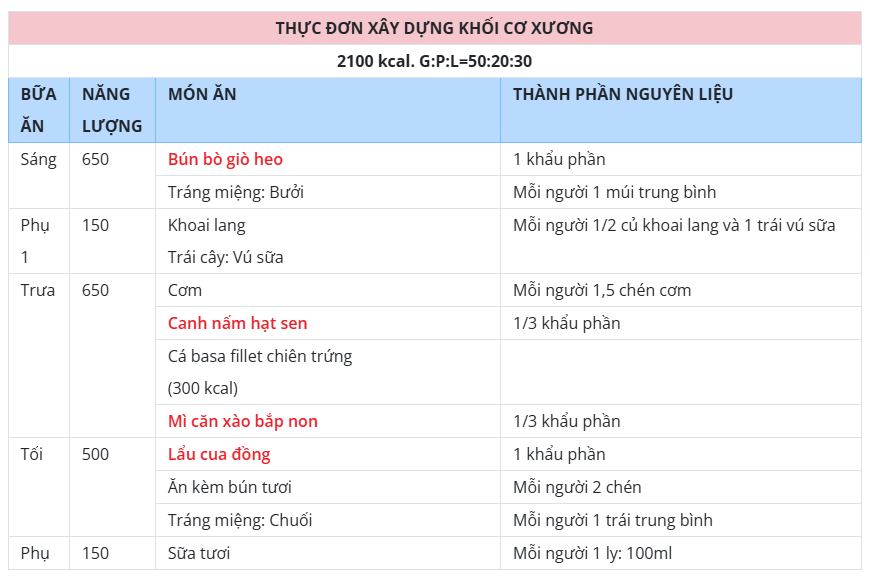 THỰC ĐƠN XÂY DỰNG KHỐI CƠ XƯƠNG
2100 kcal. G:P:L=50:20:30
BỮA ĂN NĂNG LƯỢNG MÓN ĂN THÀNH PHẦN NGUYÊN LIỆU
Sáng 650 Bún bò giò heo 1 khẩu phần
Tráng miệng: Bưởi Mỗi người 1 múi trung bình
Phụ 1 150 Khoai lang Mỗi người 1/2 củ khoai lang và 1 trái vú sữa
Trái cây: Vú sữa
Trưa 650 Cơm Mỗi người 1,5 chén cơm
Canh nấm hạt sen 1/3 khẩu phần
Cá basa fillet chiên trứng
(300 kcal)
Mì căn xào bắp non 1/3 khẩu phần
Tối 500 Lẩu cua đồng 1 khẩu phần
Ăn kèm bún tươi Mỗi người 2 chén
Tráng miệng: Chuối Mỗi người 1 trái trung bình
Phụ 150 Sữa tươi Mỗi người 1 ly: 100ml